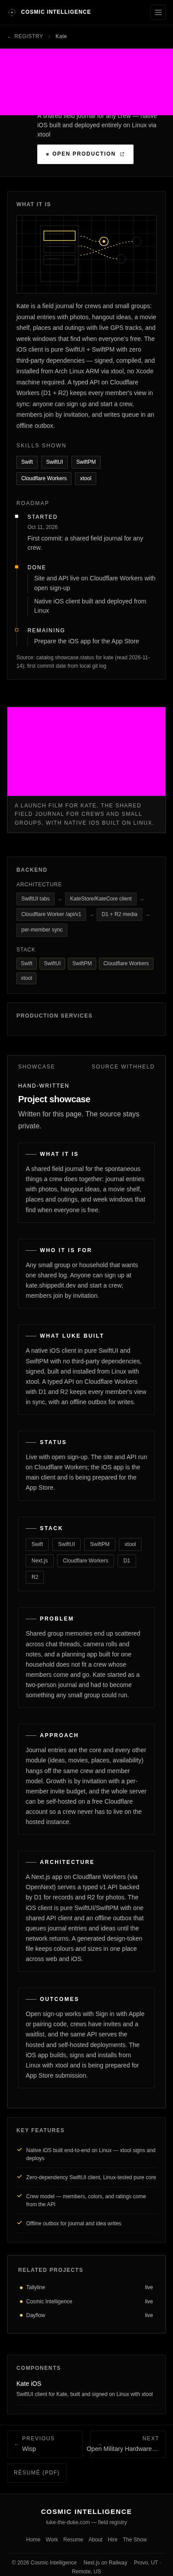 COSMIC INTELLIGENCE
← REGISTRY › Kate
A shared field journal for any crew — native
iOS built and deployed entirely on Linux via
xtool
OPEN PRODUCTION
WHAT IT IS
Kate is a field journal for crews and small groups:
journal entries with photos, hangout ideas, a movie
shelf, places and outings with live GPS tracks, and
week windows that find when everyone's free. The
iOS client is pure SwiftUI + SwiftPM with zero
third-party dependencies — signed, compiled, and
installed from Arch Linux ARM via xtool, no Xcode
machine required. A typed API on Cloudflare
Workers (D1 + R2) keeps every member's view in
sync: anyone can sign up and start a crew,
members join by invitation, and writes queue in an
offline outbox.
SKILLS SHOWN
Swift SwiftUI SwiftPM
Cloudflare Workers xtool
ROADMAP
STARTED
Oct 11, 2026
First commit: a shared field journal for any
crew.
DONE
Site and API live on Cloudflare Workers with
open sign-up
Native iOS client built and deployed from
Linux
REMAINING
Prepare the iOS app for the App Store
Source: catalog showcase.status for kate (read 2026-11-
14); first commit date from local git log
A LAUNCH FILM FOR KATE, THE SHARED
FIELD JOURNAL FOR CREWS AND SMALL
GROUPS, WITH NATIVE IOS BUILT ON LINUX.
BACKEND
ARCHITECTURE
SwiftUI tabs → KateStore/KateCore client →
Cloudflare Worker /api/v1 → D1 + R2 media →
per-member sync
STACK
Swift SwiftUI SwiftPM Cloudflare Workers
xtool
PRODUCTION SERVICES
SHOWCASE SOURCE WITHHELD
HAND-WRITTEN
Project showcase
Written for this page. The source stays
private.
WHAT IT IS
A shared field journal for the spontaneous
things a crew does together: journal entries
with photos, hangout ideas, a movie shelf,
places and outings, and week windows that
find when everyone is free.
WHO IT IS FOR
Any small group or household that wants
their own space. Anyone can sign up at
kate.shippedit.dev and start a crew;
members join by invitation.
WHAT LUKE BUILT
A native iOS client in pure SwiftUI and
SwiftPM with no third-party dependencies,
signed, built and installed from Linux with
xtool. A typed API on Cloudflare Workers
with D1 and R2 keeps every member's view
in sync, with an offline outbox for writes.
STATUS
Live with open sign-up. The site and API run
on Cloudflare Workers; the iOS app is the
main client and is being prepared for the
App Store.
STACK
Swift SwiftUI SwiftPM xtool
Next.js Cloudflare Workers D1
R2
PROBLEM
Shared group memories end up scattered
across chat threads, camera rolls and
notes, and a planning app built for one
household does not fit a crew whose
members come and go. Kate started as a
two-person journal and had to become
something any small group could run.
APPROACH
Journal entries are the core and every other
module (ideas, movies, places, availability)
hangs off the same crew and member
model. Growth is by invitation with a per-
member invite budget, and the whole server
can be self-hosted on a free Cloudflare
account so a crew never has to live on the
hosted instance.
ARCHITECTURE
A Next.js app on Cloudflare Workers (via
OpenNext) serves a typed v1 API backed
by D1 for records and R2 for photos. The
iOS client is pure SwiftUI/SwiftPM with one
shared API client and an offline outbox that
queues journal entries and ideas until the
network returns. A generated design-token
file keeps colours and sizes in one place
across web and iOS.
OUTCOMES
Open sign-up works with Sign in with Apple
or pairing code, crews have invites and a
waitlist, and the same API serves the
hosted and self-hosted deployments. The
iOS app builds, signs and installs from
Linux with xtool and is being prepared for
App Store submission.
KEY FEATURES
Native iOS built end-to-end on Linux — xtool signs and
deploys
Zero-dependency SwiftUI client, Linux-tested pure core
Crew model — members, colors, and ratings come
from the API
Offline outbox for journal and idea writes
RELATED PROJECTS
Tallyline live
Cosmic Intelligence live
Dayflow live
COMPONENTS
Kate iOS
SwiftUI client for Kate, built and signed on Linux with xtool
PREVIOUS
← Wisp
NEXT
Open Military Hardware… →
RÉSUMÉ (PDF)
COSMIC INTELLIGENCE
luke-the-duke.com — field registry
Home Work Resume About Hire The Show
© 2026 Cosmic Intelligence · Next.js on Railway · Provo, UT ·
Remote, US